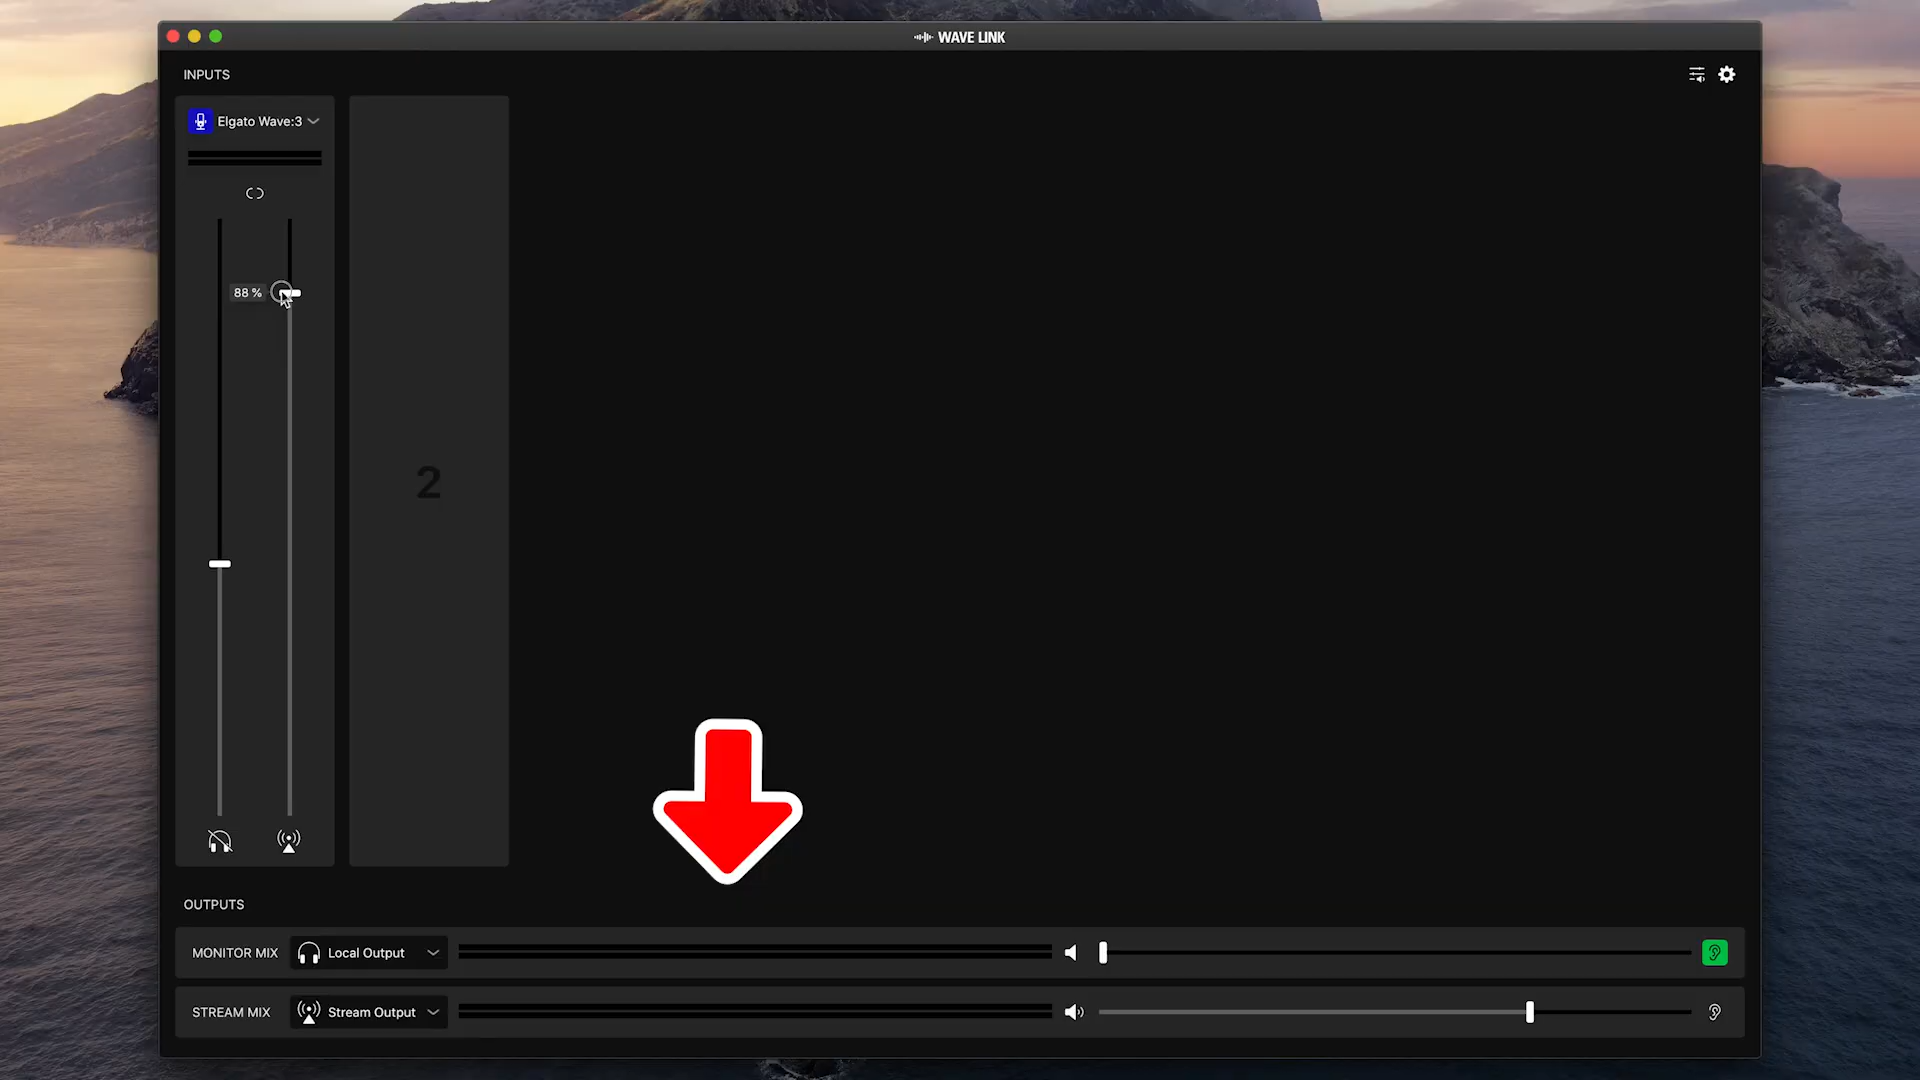 WAVE LINK
INPUTS
Elgato Wave:3
88 %
2
OUTPUTS
MONITOR MIX
Local Output
STREAM MIX
Stream Output